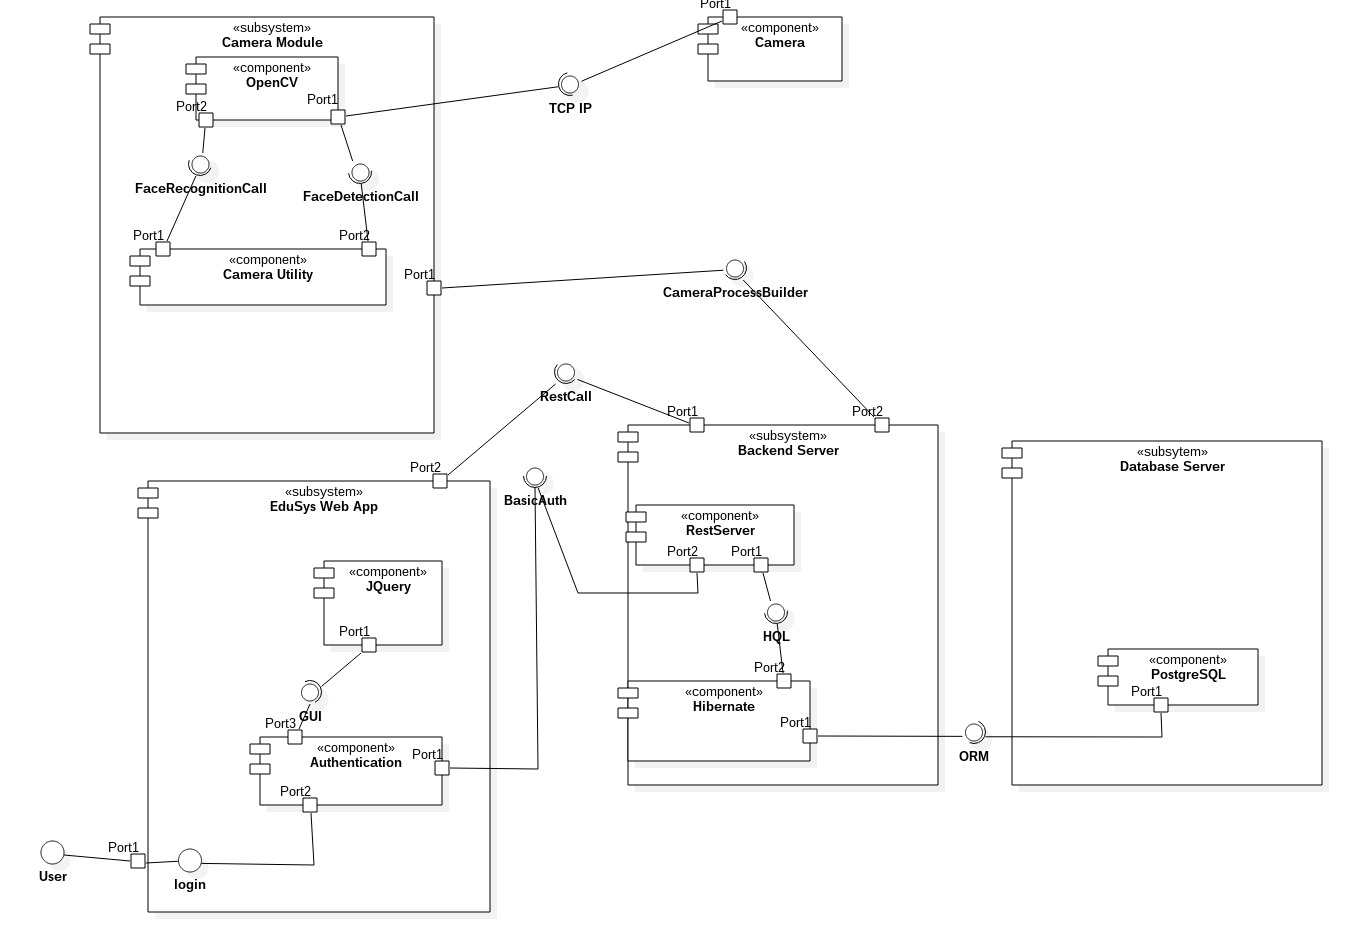 Port1
«subsystem»
Camera Module
«component»
Camera
«component»
OpenCV
Port2
Port1
TCP IP
FaceRecognitionCall
FaceDetectionCall
Port1
Port2
«component»
Camera Utility
Port1
CameraProcessBuilder
RestCall
Port1
Port2
«subsystem»
Backend Server
«subsytem»
Database Server
Port2
«subsystem»
EduSys Web App
BasicAuth
«component»
RestServer
Port2
Port1
«component»
JQuery
Port1
HQL
Port2
«component»
PostgreSQL
Port1
«component»
Hibernate
Port1
GUI
Port3
«component»
Authentication
Port1
ORM
Port2
Port1
User
login